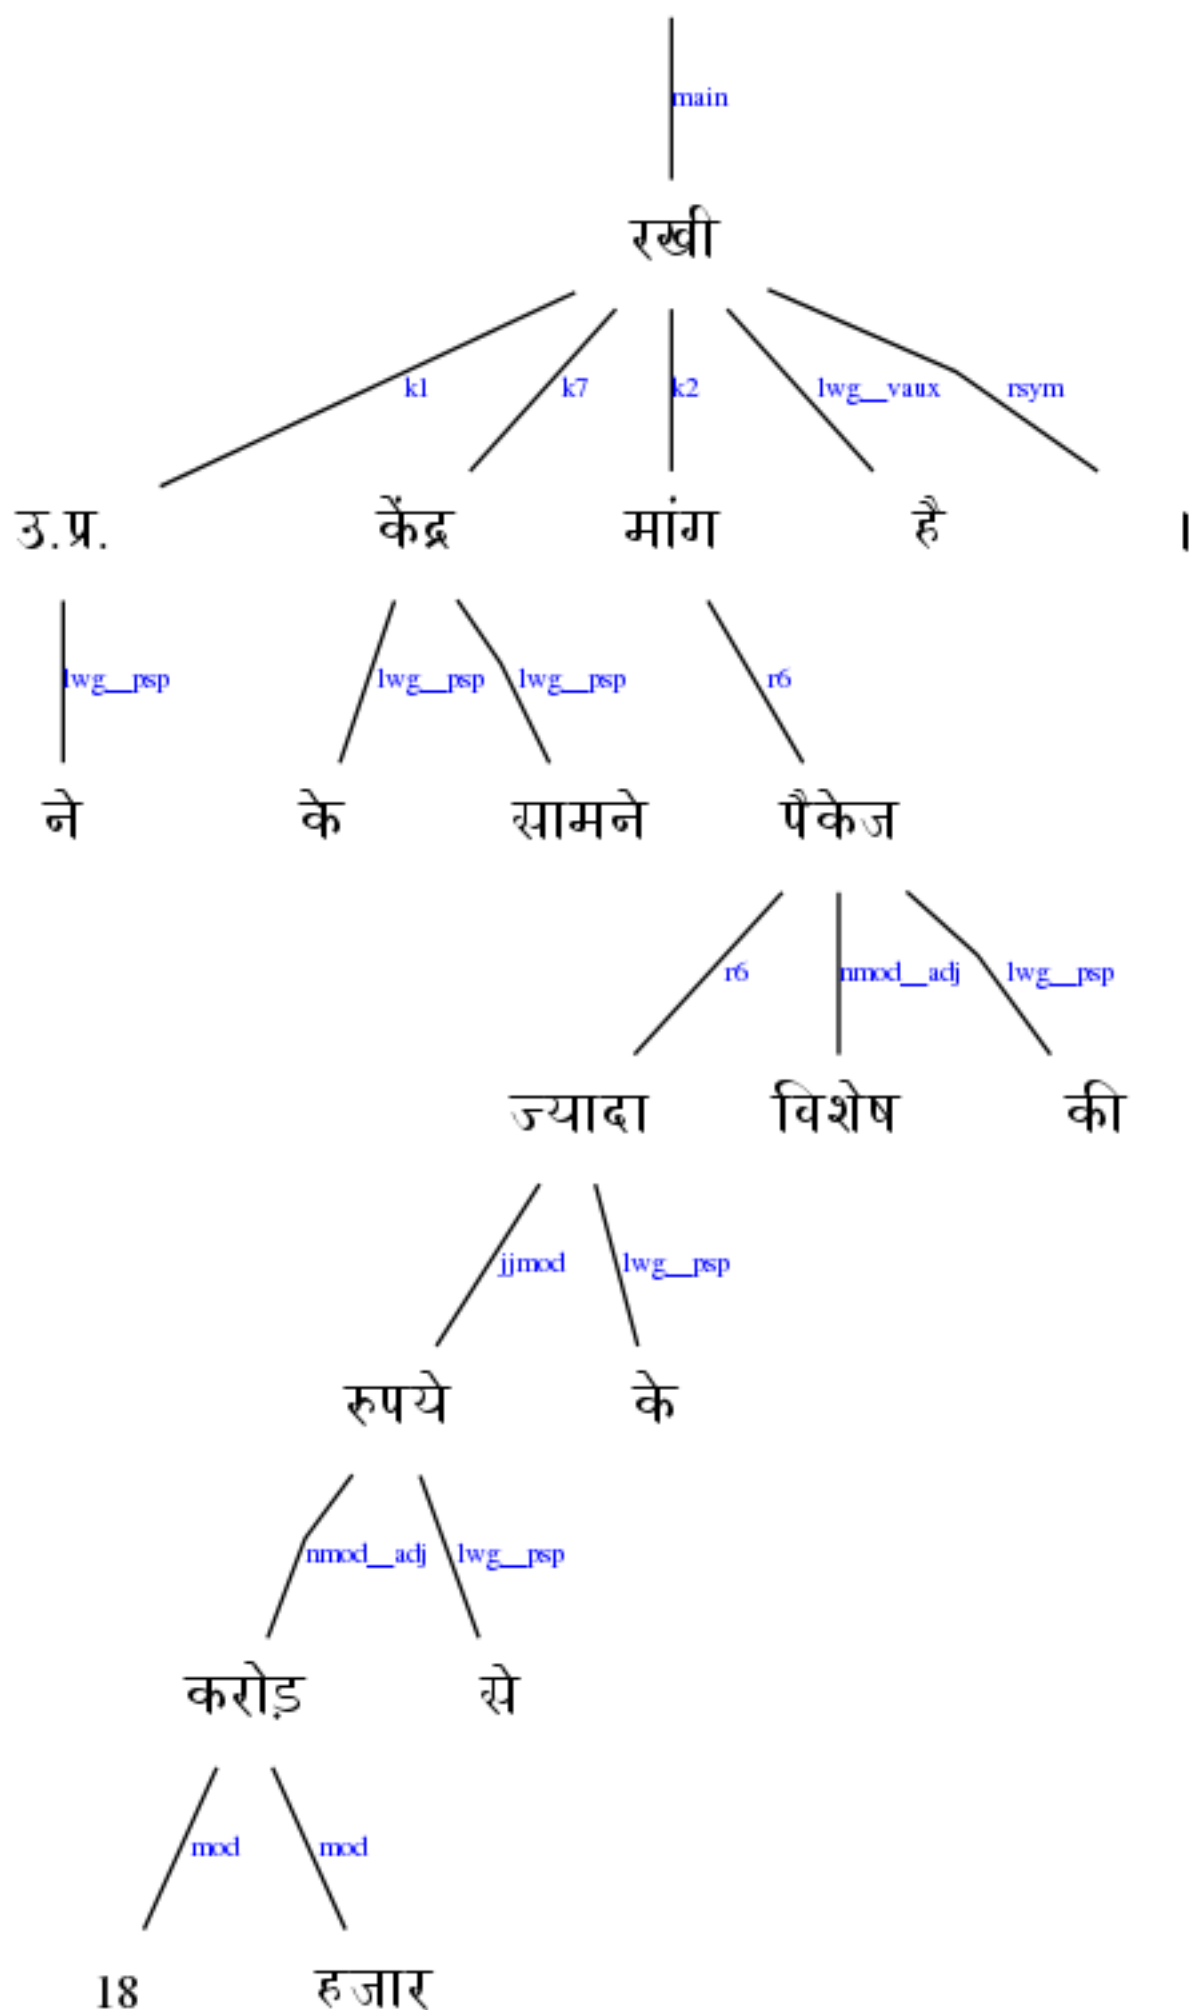 main
रखी
k1 k7 k2 lwg__vaux rsym
उ.प्र. केंद्र मांग है ।
lwg__psp lwg__psp lwg__psp r6
ने के सामने पैकेज
r6 nmod__adj lwg__psp
ज्यादा विशेष की
jjmod lwg__psp
रुपये के
nmod__adj lwg__psp
करोड़ से
mod mod
18 हजार